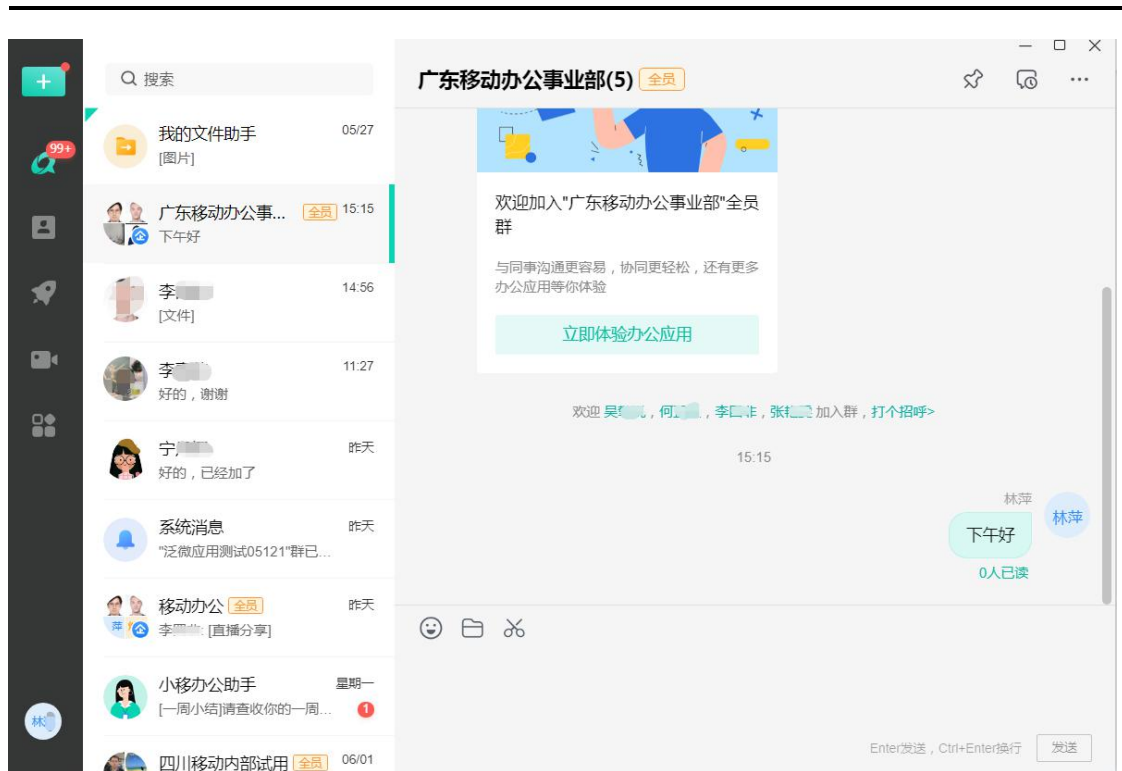 搜索
广东移动办公事业部(5) 全员
99+
我的文件助手 05/27
[图片]
广东移动办公事... 全员 15:15
下午好
李 14:56
[文件]
李 11:27
好的，谢谢
宁 昨天
好的，已经加了
系统消息 昨天
"泛微应用测试05121"群已...
移动办公 全员 昨天
萍
李 : [直播分享]
小移办公助手 星期一
[一周小结]请查收你的一周... 1
四川移动内部试用 全员 06/01
林
欢迎加入"广东移动办公事业部"全员
群
与同事沟通更容易，协同更轻松，还有更多
办公应用等你体验
立即体验办公应用
欢迎 吴 ，何 ，李 ，张 加入群，打个招呼>
15:15
林萍
林萍
下午好
0人已读
Enter发送，Ctrl+Enter换行 发送